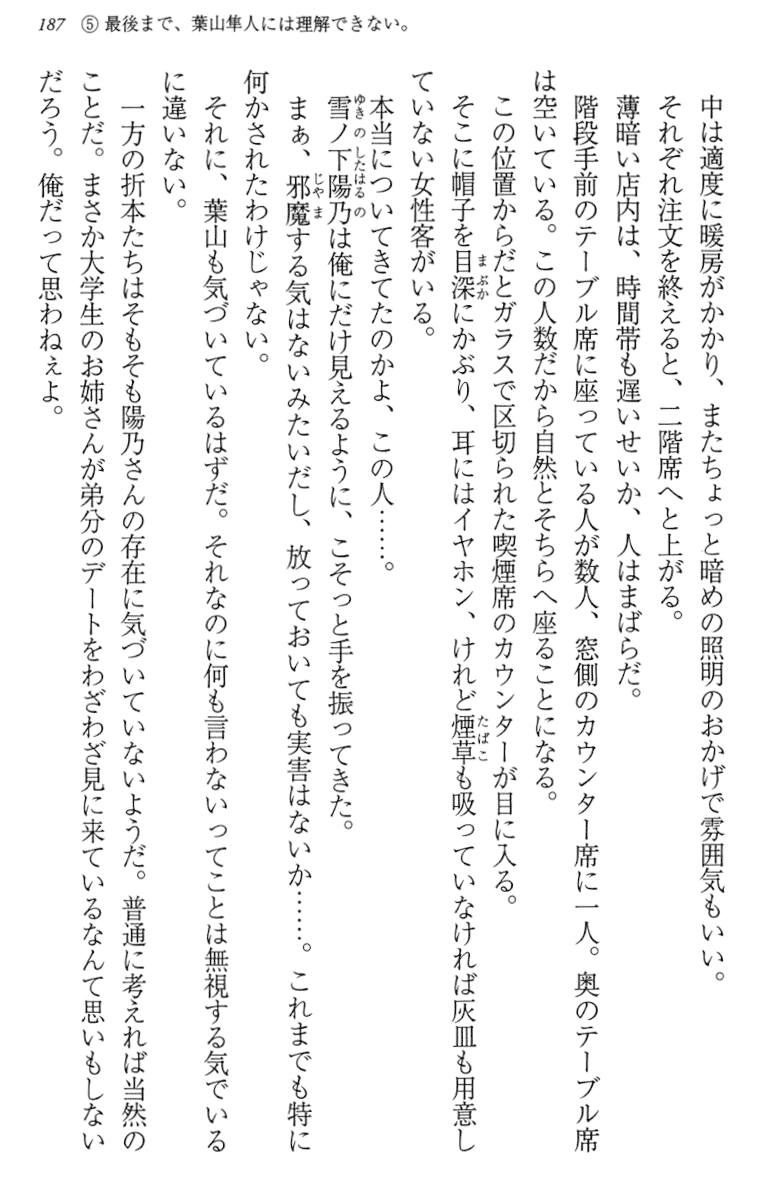 187 ⑤ 最後まで、葉山隼人には理解できない。
中は適度に暖房がかかり、またちょっと暗めの照明のおかげで雰囲気もいい。
それぞれ注文を終えると、二階席へと上がる。
薄暗い店内は、時間帯も遅いせいか、人はまばらだ。
階段手前のテーブル席に座っている人が数人、窓側のカウンター席に一人。奥のテーブル席
は空いている。この人数だから自然とそちらへ座ることになる。
この位置からだとガラスで区切られた喫煙席のカウンターが目に入る。
そこに帽子を目深にかぶり、耳にはイヤホン、けれど煙草も吸っていなければ灰皿も用意し
ていない女性客がいる。
本当についてきてたのかよ、この人……。
雪ノ下陽乃は俺にだけ見えるように、こそっと手を振ってきた。
まぁ、邪魔する気はないみたいだし、放っておいても実害はないか……。これまでも特に
何かされたわけじゃない。
それに、葉山も気づいているはずだ。それなのに何も言わないってことは無視する気でいる
に違いない。
一方の折本たちはそもそも陽乃さんの存在に気づいていないようだ。普通に考えれば当然の
ことだ。まさか大学生のお姉さんが弟分のデートをわざわざ見に来ているなんて思いもしない
だろう。俺だって思わねぇよ。